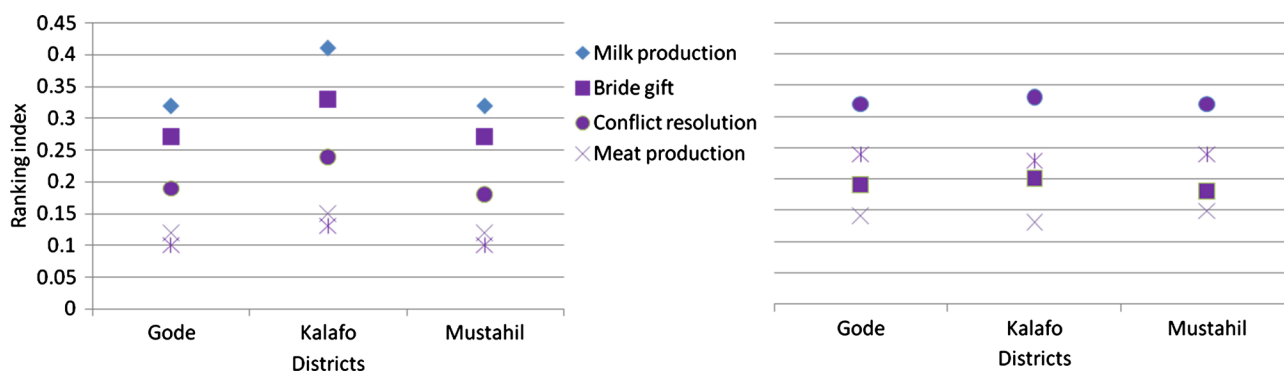 0.45
0.4
0.35
0.3
0.25
0.2
0.15
0.1
0.05
0
Ranking index
Gode Kalafo Mustahil
Districts
Milk production
Bride gift
Conflict resolution
Meat production
Gode Kalafo Mustahil
Districts